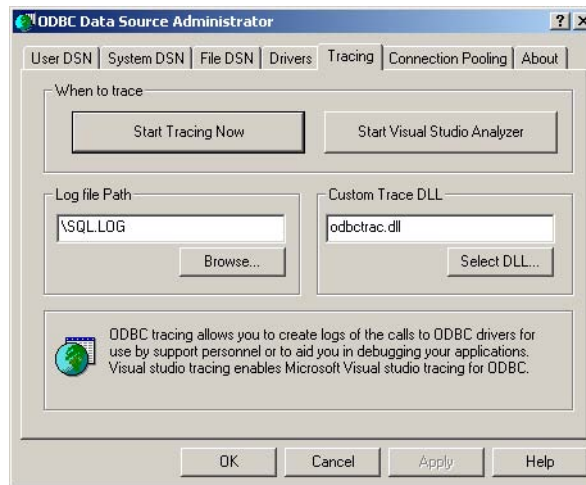 ODBC Data Source Administrator
User DSN System DSN File DSN Drivers Tracing Connection Pooling About
When to trace
Start Tracing Now Start Visual Studio Analyzer
Log file Path Custom Trace DLL
\SQL.LOG odbctrac.dll
Browse... Select DLL...
ODBC tracing allows you to create logs of the calls to ODBC drivers for
use by support personnel or to aid you in debugging your applications.
Visual studio tracing enables Microsoft Visual studio tracing for ODBC.
OK Cancel Apply Help